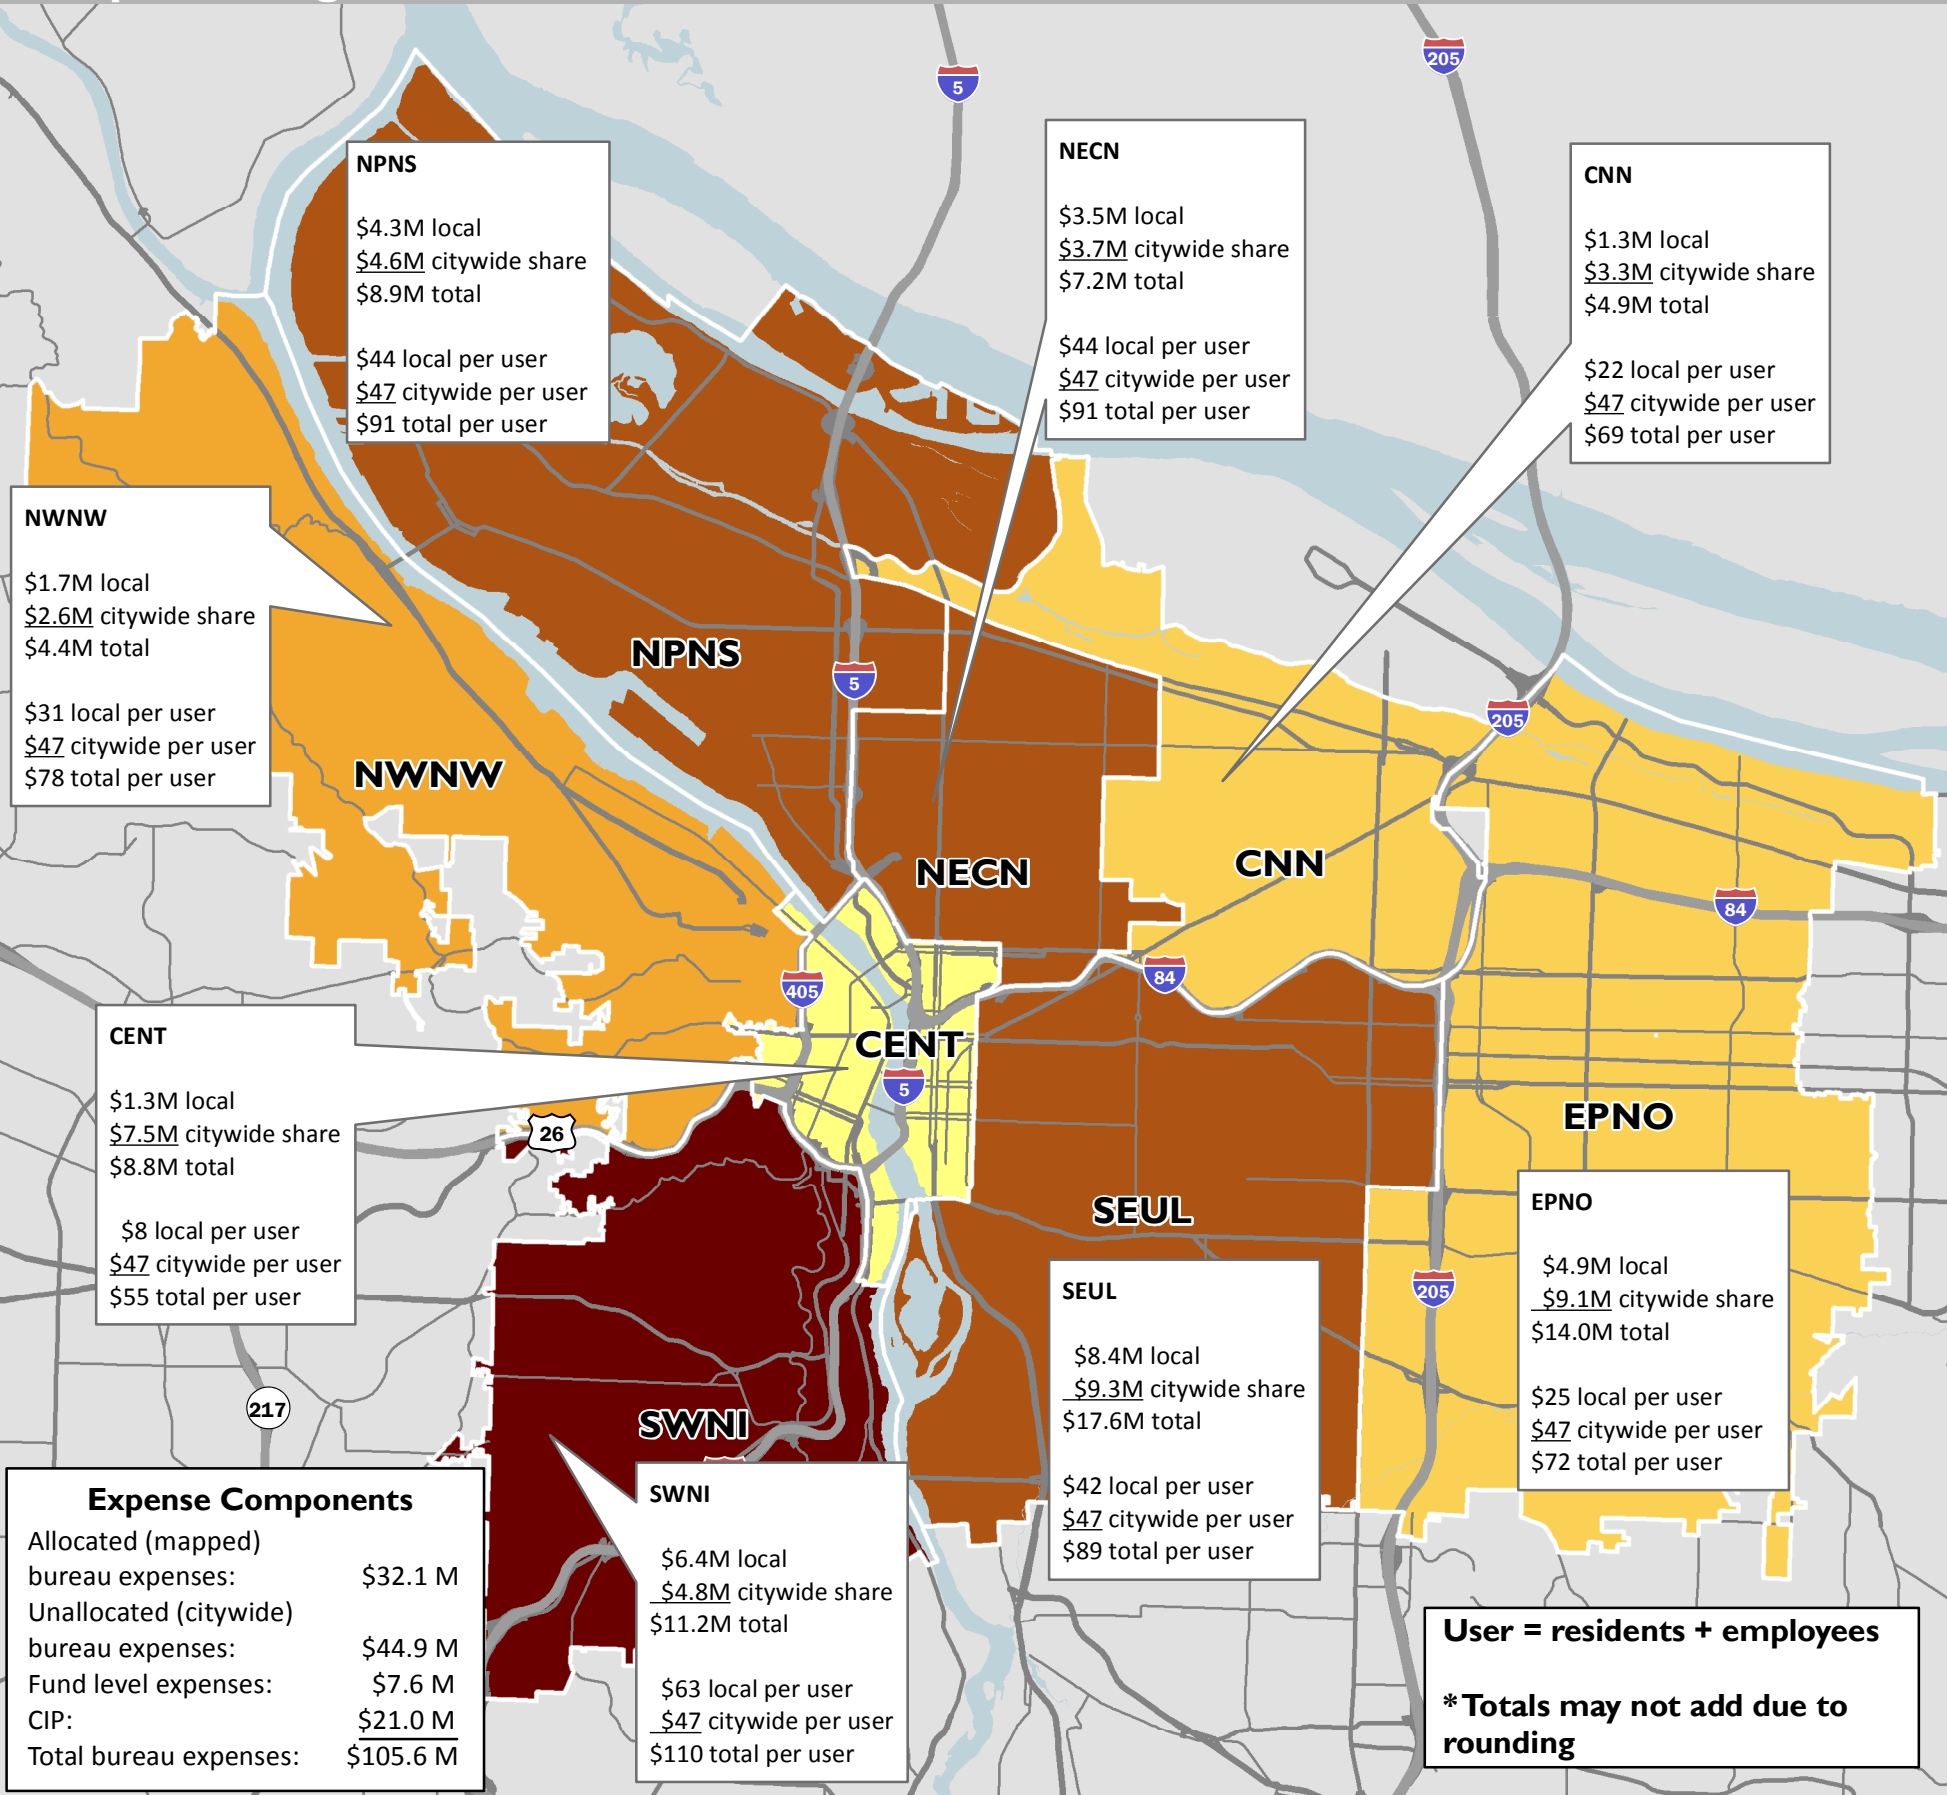 5
205
NPNS
$4.3M local
$4.6M citywide share
$8.9M total
$44 local per user
$47 citywide per user
$91 total per user
NECN
$3.5M local
$3.7M citywide share
$7.2M total
$44 local per user
$47 citywide per user
$91 total per user
CNN
$1.3M local
$3.3M citywide share
$4.9M total
$22 local per user
$47 citywide per user
$69 total per user
NWNW
$1.7M local
$2.6M citywide share
$4.4M total
$31 local per user
$47 citywide per user
$78 total per user
NPNS
5
205
NWNW
NECN
CNN
84
405
84
CENT
5
CENT
$1.3M local
$7.5M citywide share
$8.8M total
$8 local per user
$47 citywide per user
$55 total per user
26
EPNO
SEUL
EPNO
$4.9M local
$9.1M citywide share
$14.0M total
$25 local per user
$47 citywide per user
$72 total per user
205
SEUL
$8.4M local
$9.3M citywide share
$17.6M total
$42 local per user
$47 citywide per user
$89 total per user
217
SWNI
SWNI
$6.4M local
$4.8M citywide share
$11.2M total
$63 local per user
$47 citywide per user
$110 total per user
Expense Components
Allocated (mapped)
bureau expenses: $32.1 M
Unallocated (citywide)
bureau expenses: $44.9 M
Fund level expenses: $7.6 M
CIP: $21.0 M
Total bureau expenses: $105.6 M
User = residents + employees
* Totals may not add due to
rounding